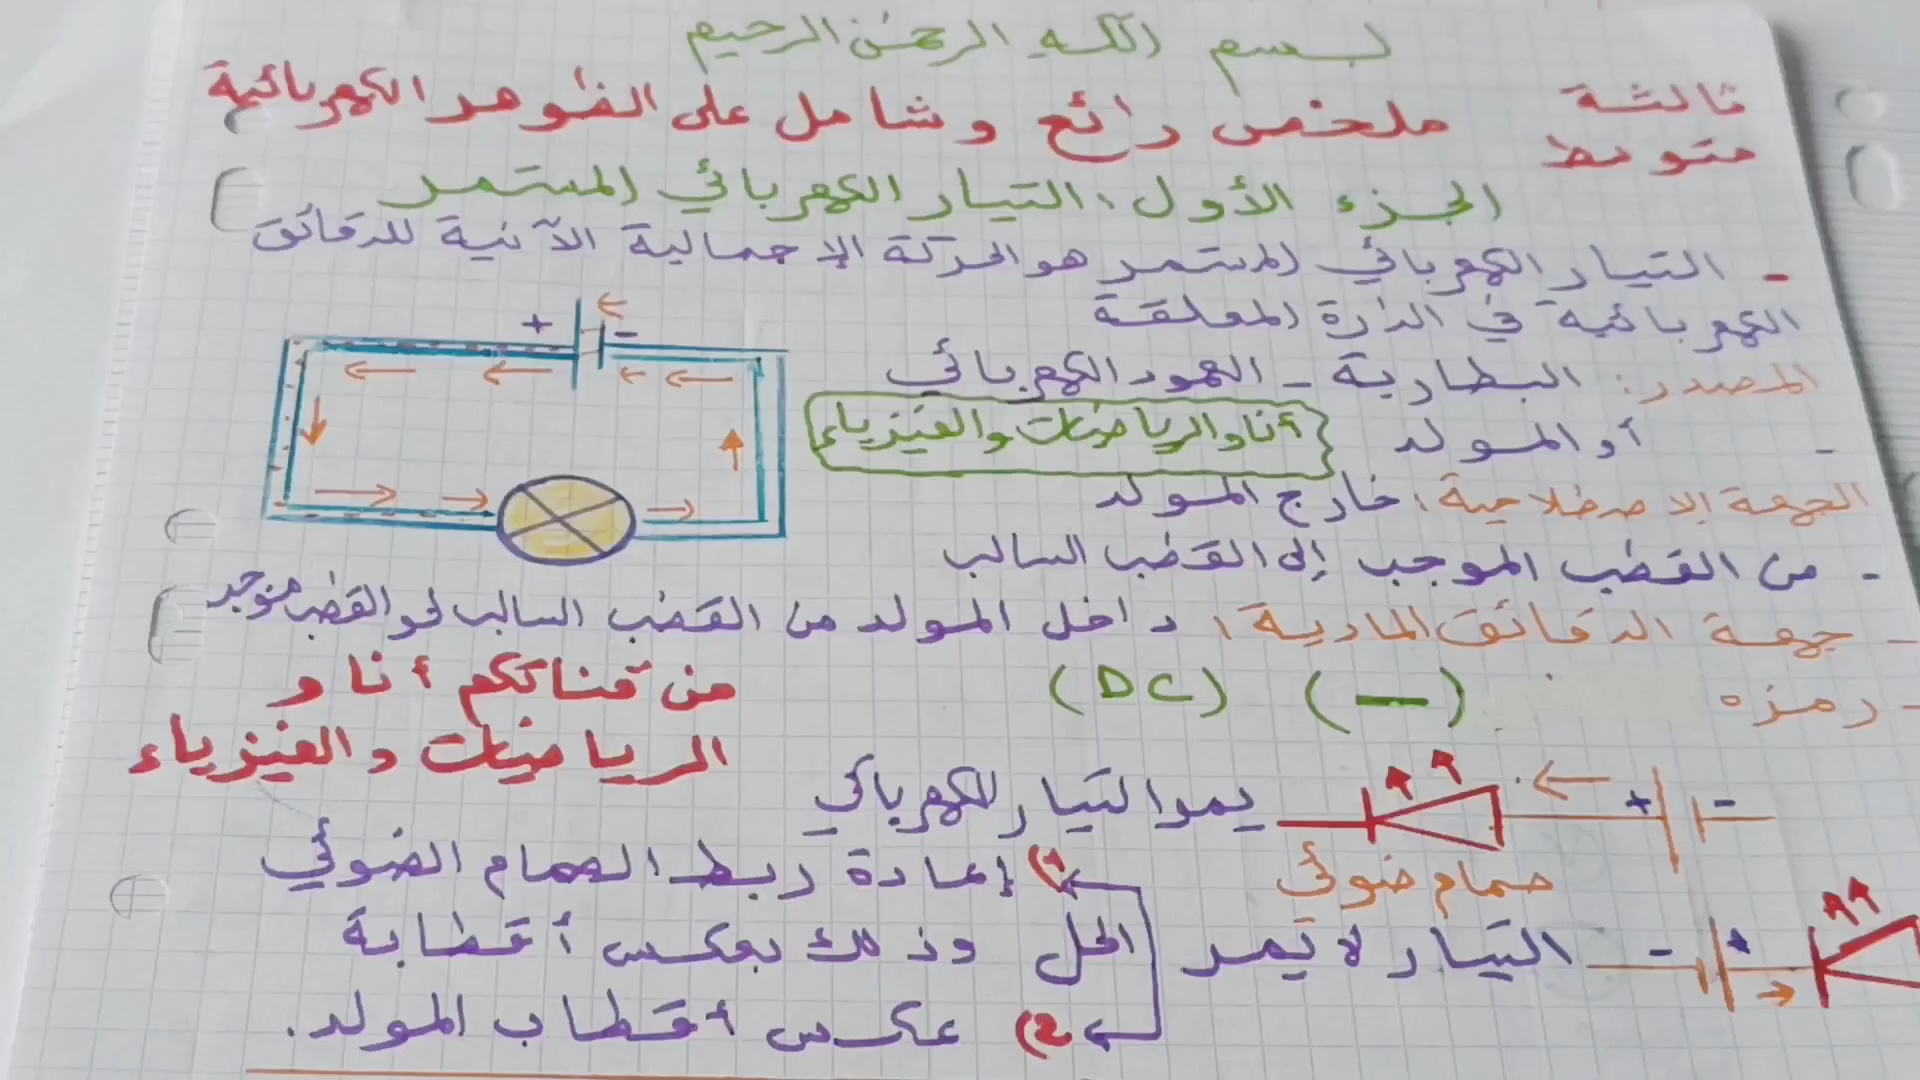 بسم الله الرحمن الرحيم
ثالثة متوسط
ملخص رائع وشامل على الظوهر الكهربائية
الجزء الأول: التيار الكهربائي المستمر
- التيار الكهربائي المستمر هو الحركة الإجمالية الآنية للدقائق
الكهربائية في الدارة المغلقة
المصدر: البطارية - العمود الكهربائي
- أو المولد
أنا والرياضيات والفيزياء
+ -
الجهة الاصطلاحية: خارج المولد
- من القطب الموجب إلى القطب السالب
- جهة الدقائق المادية: داخل المولد من القطب السالب نحو القطب
- رمزه (—) (DC)
من قناتكم أنا و
الرياضيات والفيزياء
+ -
يمر التيار الكهربائي
صمام ضوئي
1) إعادة ربط الصمام الضوئي
- +
التيار لا يمر
الحل وذلك بعكس أقطابة
2) عكس أقطاب المولد.